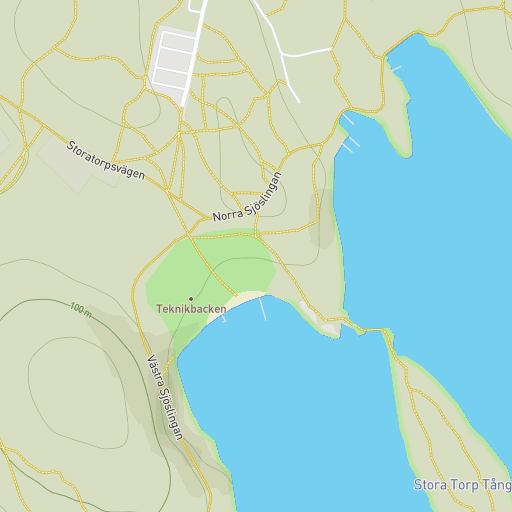 Storatorpsvägen
Norra Sjöslingan
100 m
Teknikbacken
Västra Sjöslingan
Stora Torp Tång